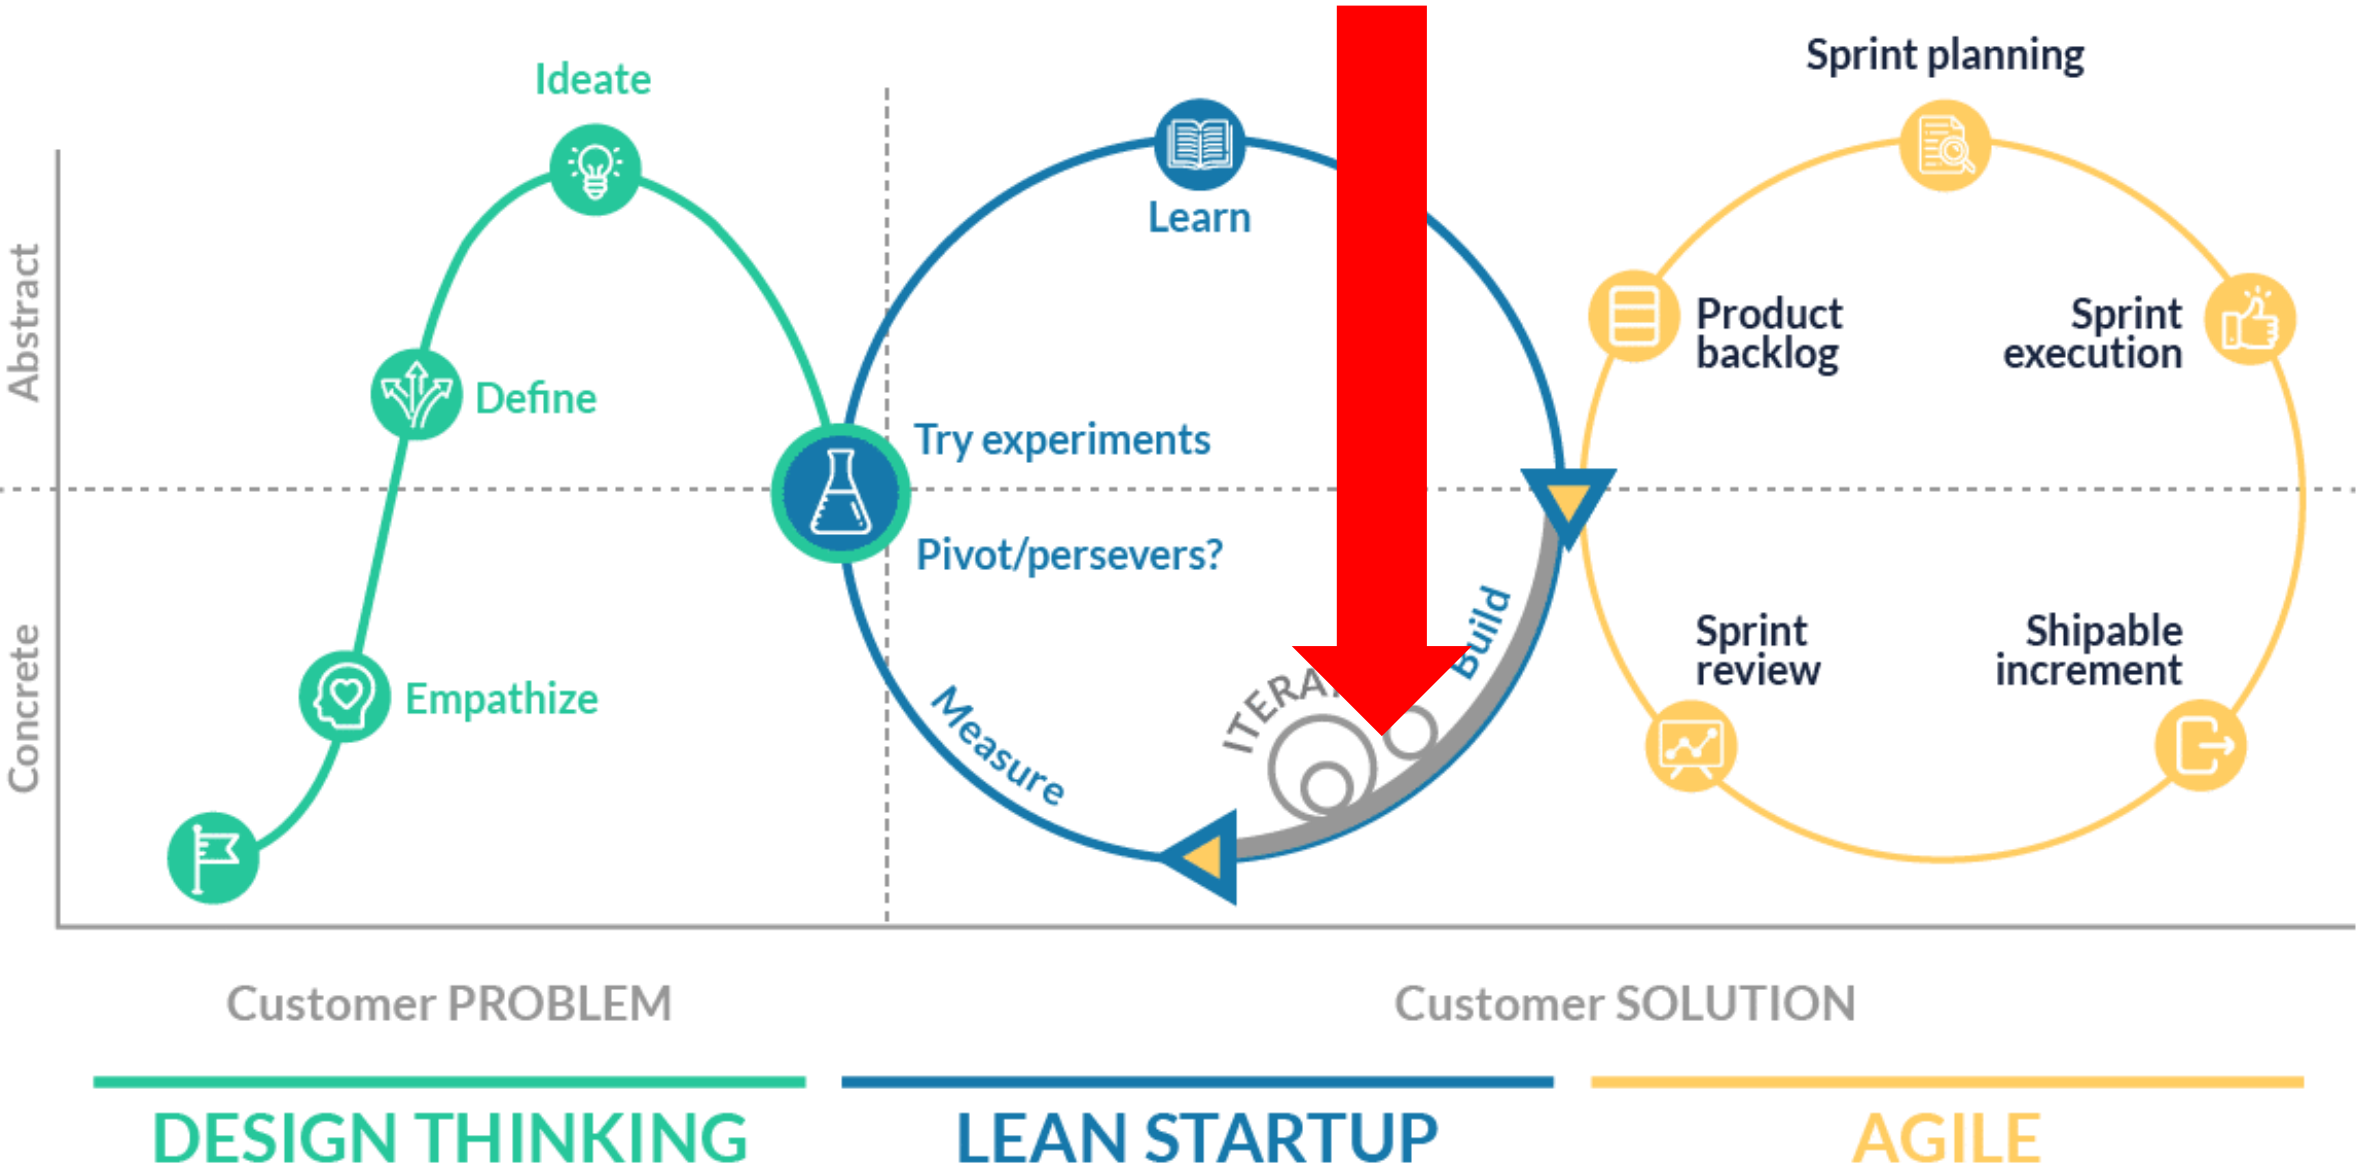 Ideate
Define
Empathize
Abstract
Concrete
Learn
Try experiments
Pivot/persevers?
Measure
Build
Sprint planning
Product
backlog
Sprint
execution
Sprint
review
Shipable
increment
Customer PROBLEM
Customer SOLUTION
DESIGN THINKING
LEAN STARTUP
AGILE